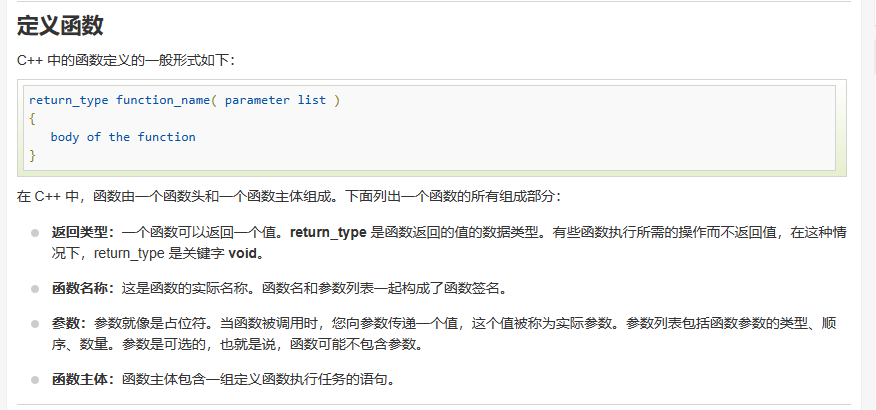 定义函数
C++ 中的函数定义的一般形式如下：
return_type function_name( parameter list )
{
body of the function
}
在 C++ 中，函数由一个函数头和一个函数主体组成。下面列出一个函数的所有组成部分：
返回类型：一个函数可以返回一个值。return_type 是函数返回的值的数据类型。有些函数执行所需的操作而不返回值，在这种情
况下，return_type 是关键字 void。
函数名称：这是函数的实际名称。函数名和参数列表一起构成了函数签名。
参数：参数就像是占位符。当函数被调用时，您向参数传递一个值，这个值被称为实际参数。参数列表包括函数参数的类型、顺
序、数量。参数是可选的，也就是说，函数可能不包含参数。
函数主体：函数主体包含一组定义函数执行任务的语句。